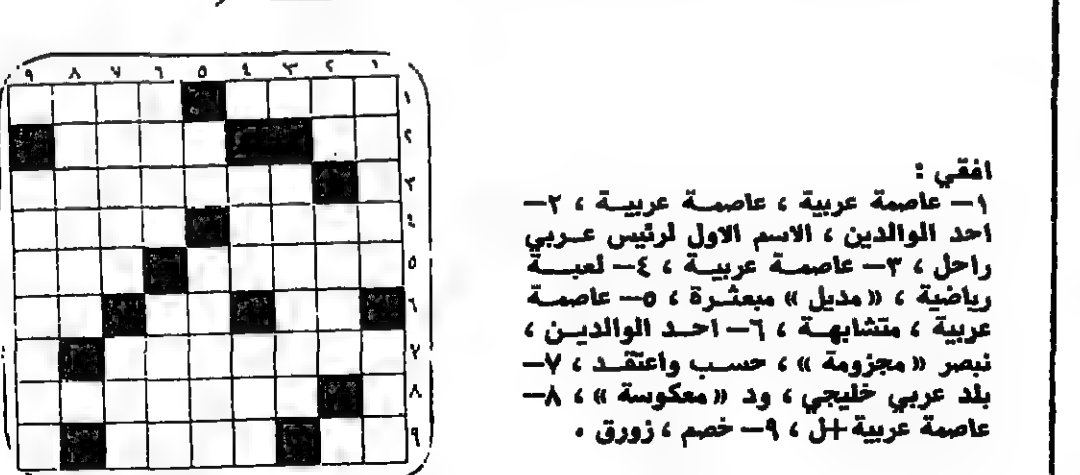 افقي :
١— عاصمة عربية ، عاصمة عربية ، ٢—
احد الوالدين ، الاسم الاول لرئيس عربي
راحل ، ٣— عاصمة عربية ، ٤— لعبة
رياضية ، « مديل » مبعثرة ، ٥— عاصمة
عربية ، متشابهة ، ٦— احد الوالدين ،
نبصر « مجزومة » ، حسب واعتقد ، ٧—
بلد عربي خليجي ، ود « معكوسة » ، ٨—
عاصمة عربية+ل ، ٩— خصم ، زورق .
١ ٢ ٣ ٤ ٥ ٦ ٧ ٨ ٩
١
٢
٣
٤
٥
٦
٧
٨
٩